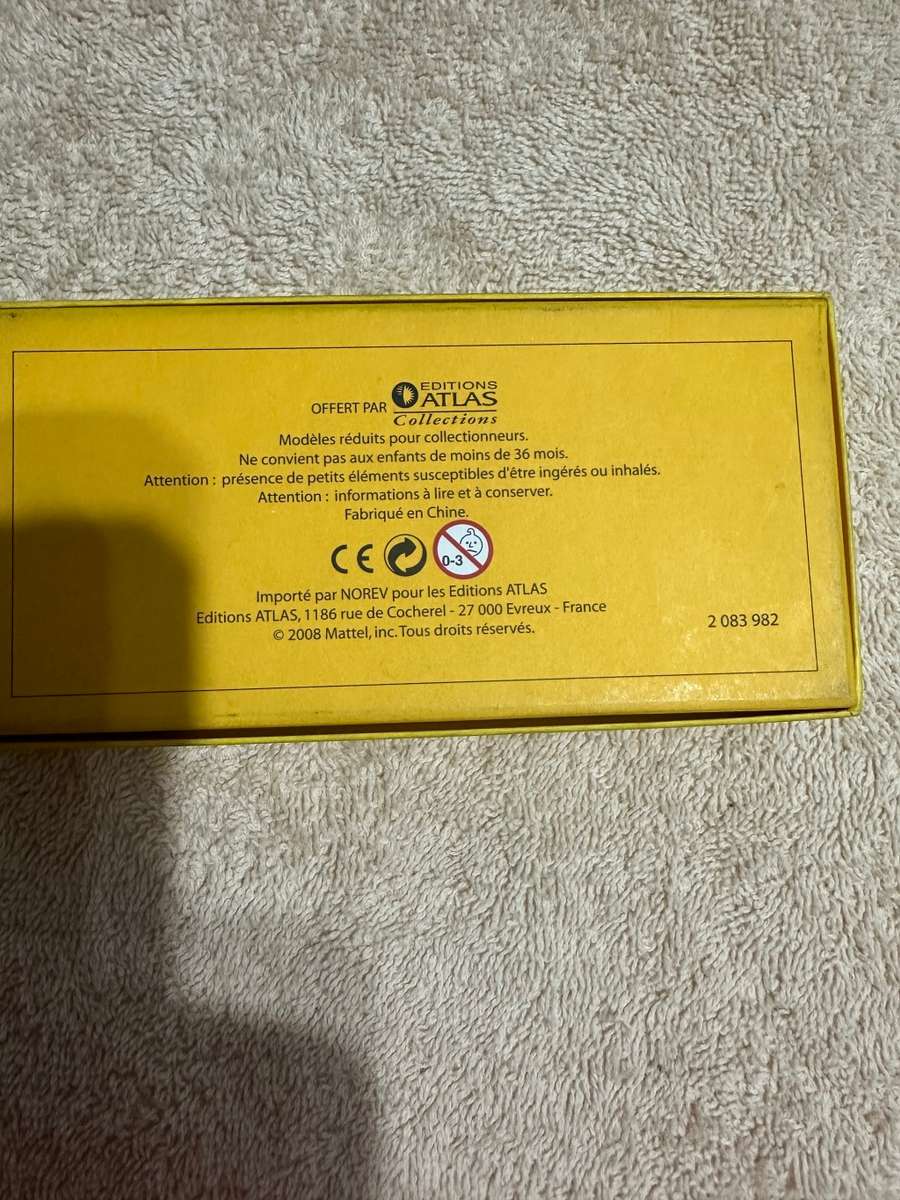 OFFERT PAR EDITIONS
ATLAS
Collections
Modèles réduits pour collectionneurs.
Ne convient pas aux enfants de moins de 36 mois.
Attention : présence de petits éléments susceptibles d'être ingérés ou inhalés.
Attention : informations à lire et à conserver.
Fabriqué en Chine.
CE 0-3
Importé par NOREV pour les Editions ATLAS
Editions ATLAS, 1186 rue de Cocherel - 27 000 Evreux - France
© 2008 Mattel, inc. Tous droits réservés.
2 083 982